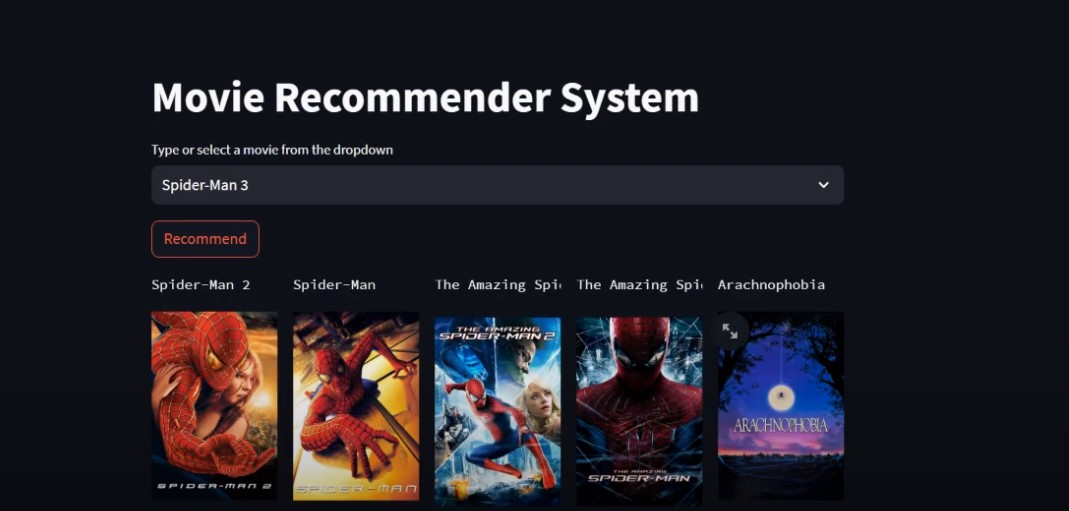 Movie Recommender System
Type or select a movie from the dropdown
Spider-Man 3
Recommend
Spider-Man 2
Spider-Man
The Amazing Spi
The Amazing Spi
Arachnophobia
SPIDER-MAN 2
SPIDER-MAN
THE AMAZING
SPIDER-MAN 2
THE AMAZING
SPIDER-MAN
ARACHNOPHOBIA